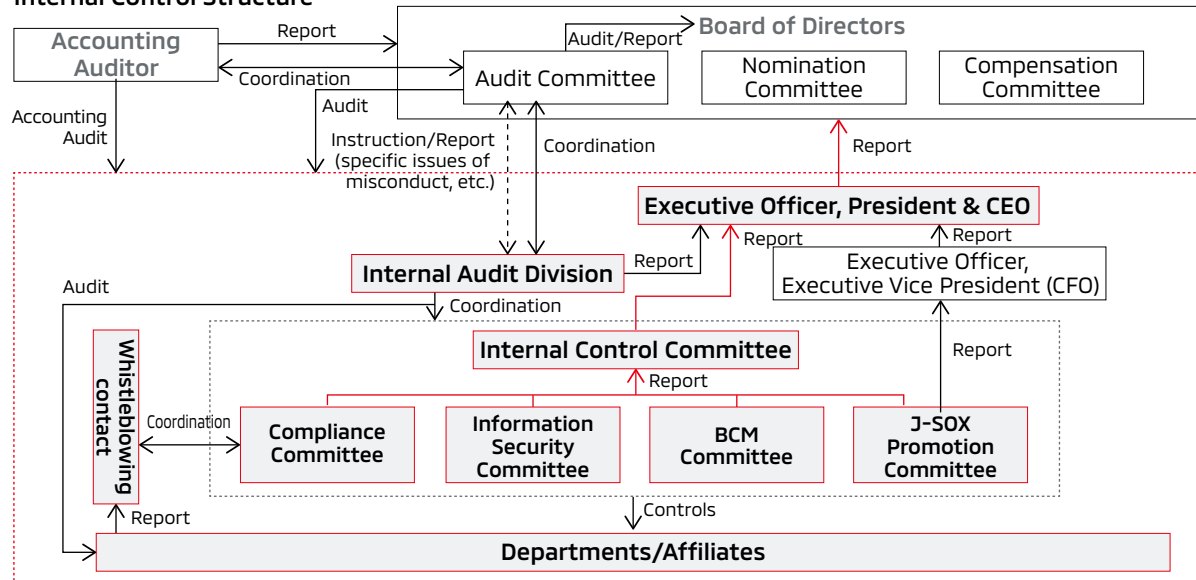 Internal Control Structure
Accounting
Auditor
Report
Coordination
Audit/Report
Board of Directors
Audit Committee
Nomination
Committee
Compensation
Committee
Accounting
Audit
Audit
Instruction/Report
(specific issues of
misconduct, etc.)
Coordination
Report
Executive Officer, President & CEO
Report
Report
Internal Audit Division
Report
Executive Officer,
Executive Vice President (CFO)
Audit
Coordination
Internal Control Committee
Report
Report
Whistleblowing
contact
Coordination
Compliance
Committee
Information
Security
Committee
BCM
Committee
J-SOX
Promotion
Committee
Report
Controls
Departments/Affiliates